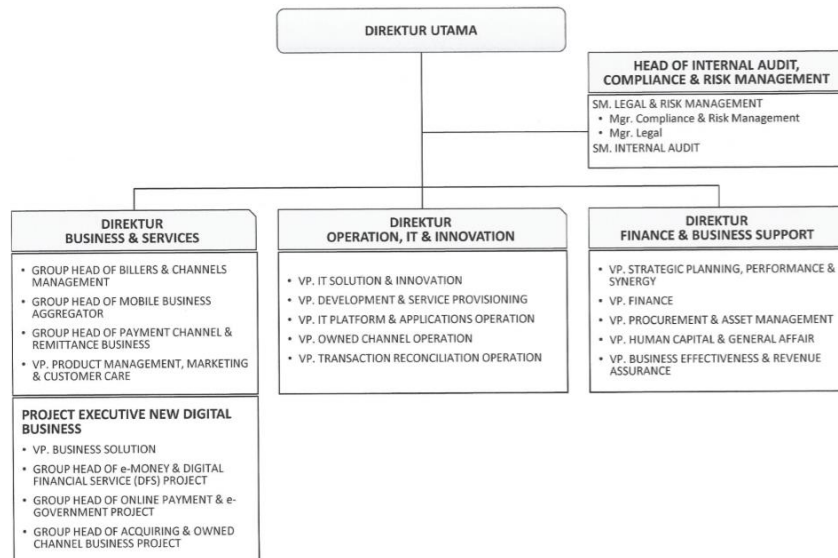 DIREKTUR UTAMA
HEAD OF INTERNAL AUDIT,
COMPLIANCE & RISK MANAGEMENT
SM. LEGAL & RISK MANAGEMENT
• Mgr. Compliance & Risk Management
• Mgr. Legal
SM. INTERNAL AUDIT
DIREKTUR
BUSINESS & SERVICES
• GROUP HEAD OF BILLERS & CHANNELS
MANAGEMENT
• GROUP HEAD OF MOBILE BUSINESS
AGGREGATOR
• GROUP HEAD OF PAYMENT CHANNEL &
REMITTANCE BUSINESS
• VP. PRODUCT MANAGEMENT, MARKETING
& CUSTOMER CARE
PROJECT EXECUTIVE NEW DIGITAL
BUSINESS
• VP. BUSINESS SOLUTION
• GROUP HEAD OF e-MONEY & DIGITAL
FINANCIAL SERVICE (DFS) PROJECT
• GROUP HEAD OF ONLINE PAYMENT & e-
GOVERNMENT PROJECT
• GROUP HEAD OF ACQUIRING & OWNED
CHANNEL BUSINESS PROJECT
DIREKTUR
OPERATION, IT & INNOVATION
• VP. IT SOLUTION & INNOVATION
• VP. DEVELOPMENT & SERVICE PROVISIONING
• VP. IT PLATFORM & APPLICATIONS OPERATION
• VP. OWNED CHANNEL OPERATION
• VP. TRANSACTION RECONCILIATION OPERATION
DIREKTUR
FINANCE & BUSINESS SUPPORT
• VP. STRATEGIC PLANNING, PERFORMANCE &
SYNERGY
• VP. FINANCE
• VP. PROCUREMENT & ASSET MANAGEMENT
• VP. HUMAN CAPITAL & GENERAL AFFAIR
• VP. BUSINESS EFFECTIVENESS & REVENUE
ASSURANCE